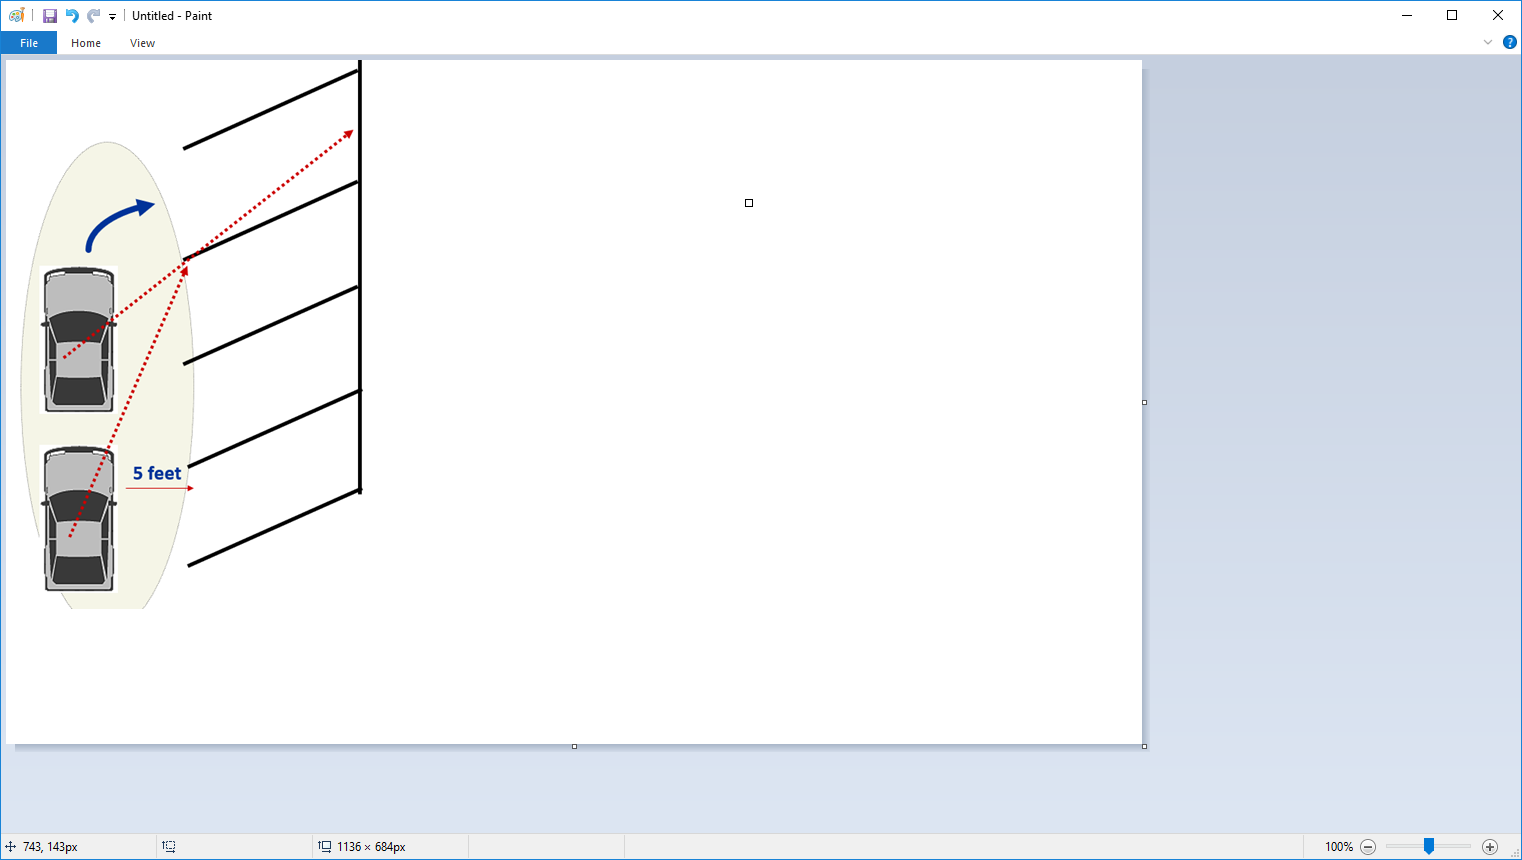 Untitled - Paint
File Home View
?
5 feet
743, 143px 1136 × 684px 100%